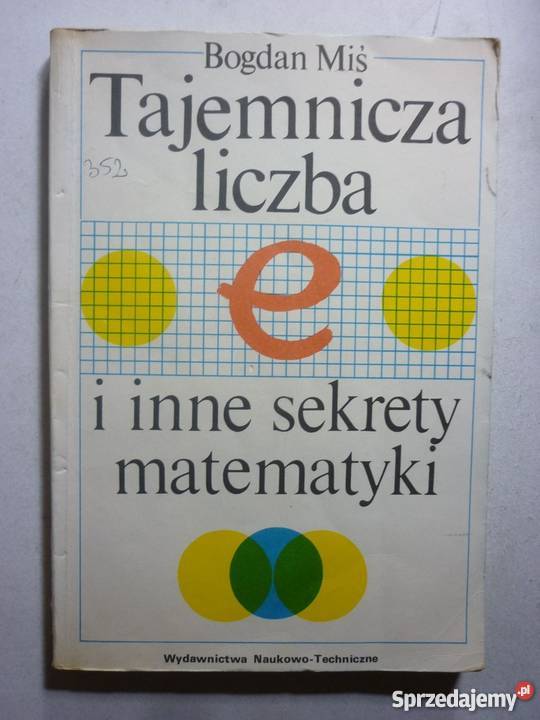 Bogdan Miś
Tajemnicza
352
liczba
e
i inne sekrety
matematyki
Wydawnictwa Naukowo-Techniczne
Sprzedajemy.pl